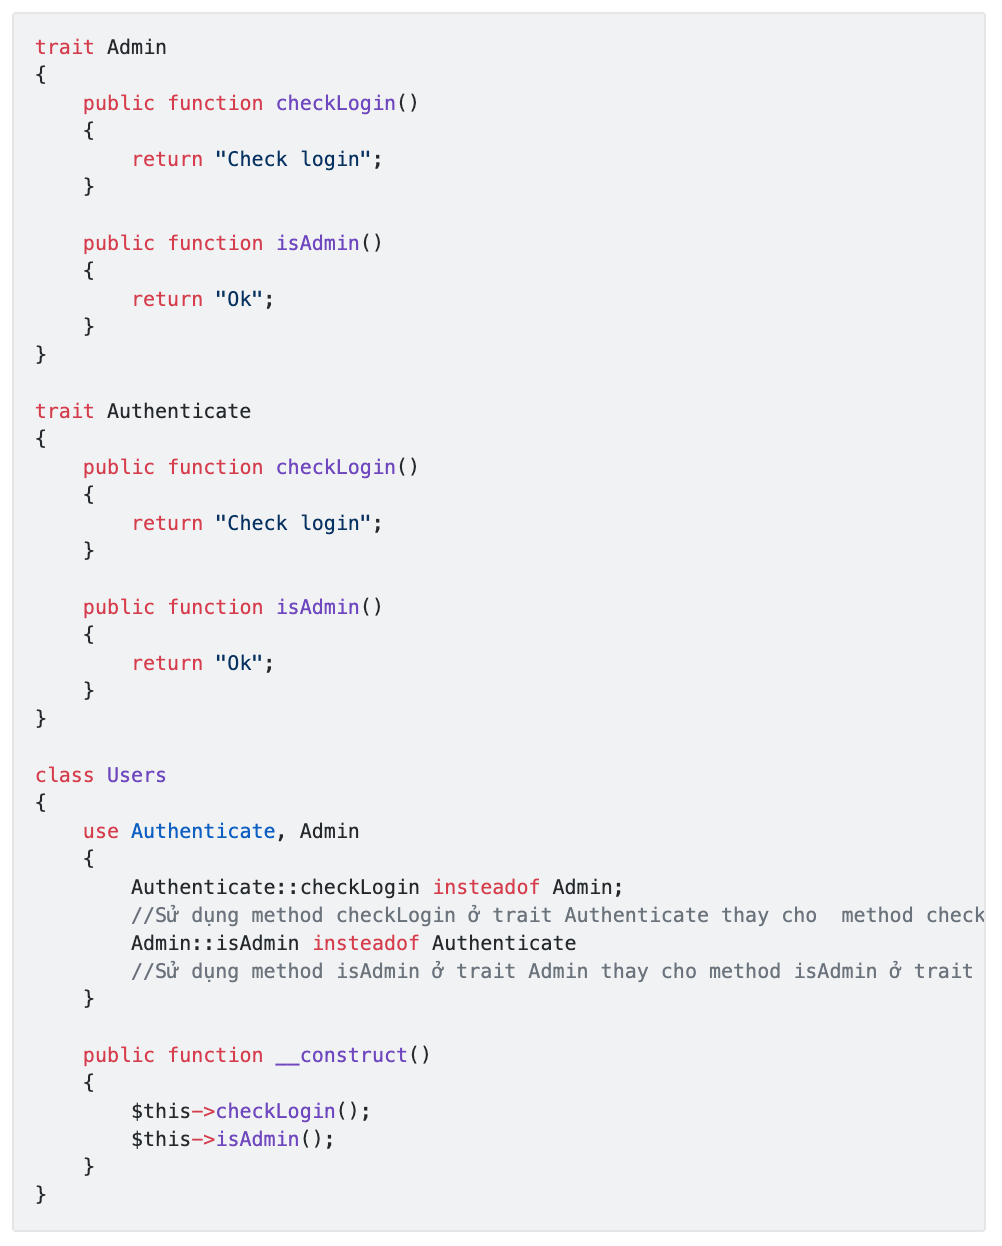 trait Admin
{
    public function checkLogin()
    {
        return "Check login";
    }

    public function isAdmin()
    {
        return "Ok";
    }
}

trait Authenticate
{
    public function checkLogin()
    {
        return "Check login";
    }

    public function isAdmin()
    {
        return "Ok";
    }
}

class Users
{
    use Authenticate, Admin
    {
        Authenticate::checkLogin insteadof Admin;
        //Sử dụng method checkLogin ở trait Authenticate thay cho  method check
        Admin::isAdmin insteadof Authenticate
        //Sử dụng method isAdmin ở trait Admin thay cho method isAdmin ở trait
    }

    public function __construct()
    {
        $this->checkLogin();
        $this->isAdmin();
    }
}